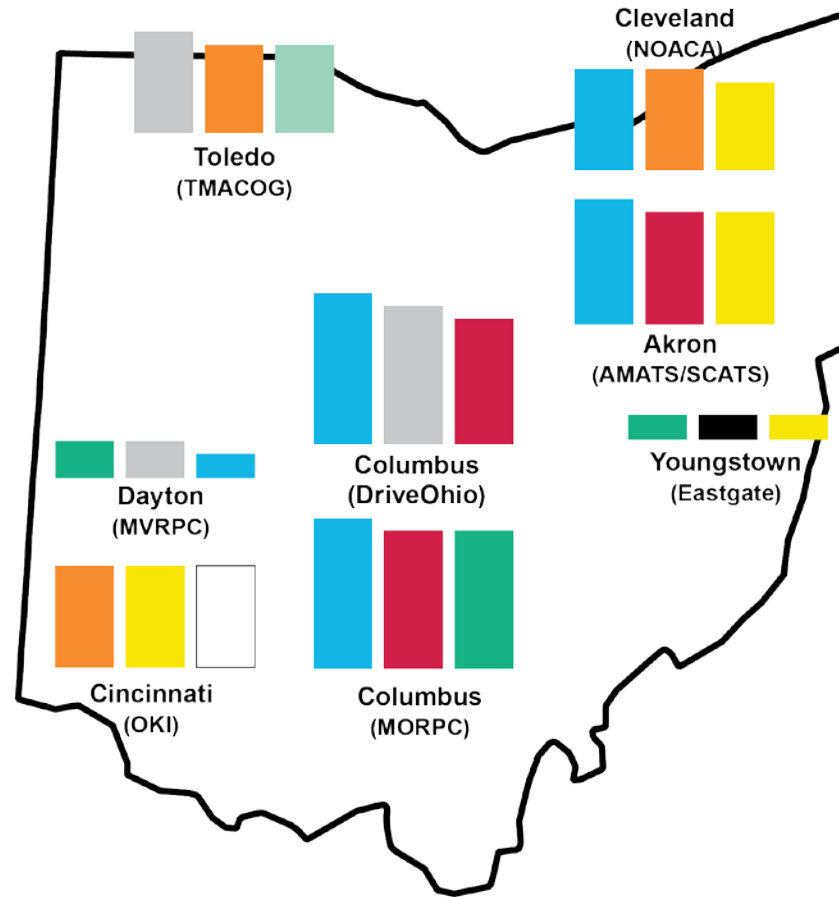 Cleveland
(NOACA)
Toledo
(TMACOG)
Akron
(AMATS/SCATS)
Columbus
(DriveOhio)
Youngstown
(Eastgate)
Dayton
(MVRPC)
Cincinnati
(OKI)
Columbus
(MORPC)